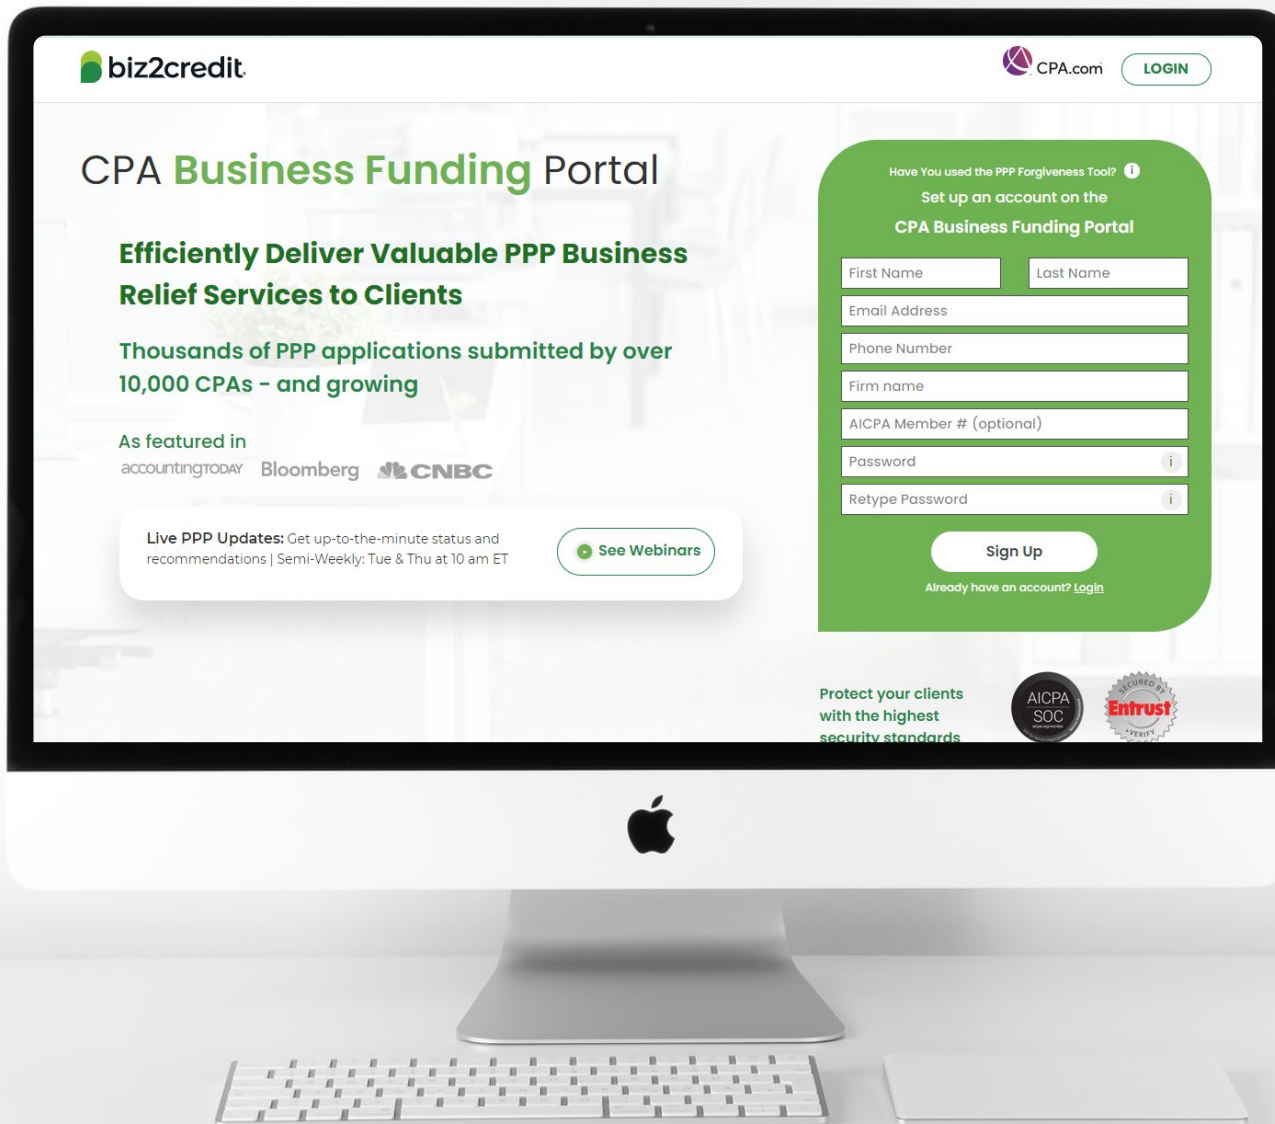 biz2credit
CPA.com
LOGIN
CPA Business Funding Portal
Efficiently Deliver Valuable PPP Business
Relief Services to Clients
Thousands of PPP applications submitted by over
10,000 CPAs - and growing
As featured in
accountingTODAY Bloomberg CNBC
Live PPP Updates: Get up-to-the-minute status and
recommendations | Semi-Weekly: Tue & Thu at 10 am ET
See Webinars
Have You used the PPP Forgiveness Tool? i
Set up an account on the
CPA Business Funding Portal
First Name
Last Name
Email Address
Phone Number
Firm name
AICPA Member # (optional)
Password i
Retype Password i
Sign Up
Already have an account? Login
Protect your clients
with the highest
security standards
AICPA
SOC
SECURED BY
Entrust
VERIFY